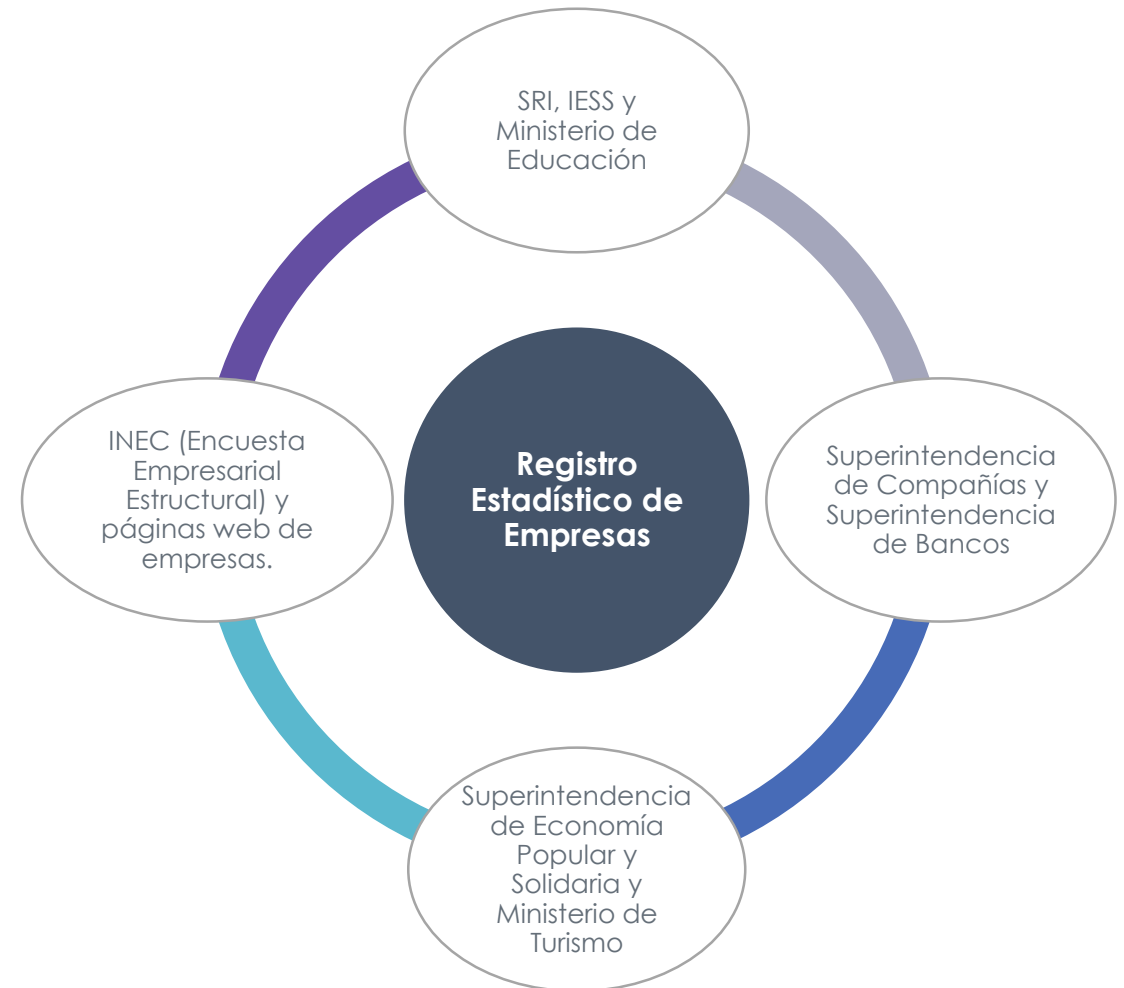 SRI, IESS y
Ministerio de
Educación
INEC (Encuesta
Empresarial
Estructural) y
páginas web de
empresas.
Registro
Estadístico de
Empresas
Superintendencia
de Compañías y
Superintendencia
de Bancos
Superintendencia
de Economía
Popular y
Solidaria y
Ministerio de
Turismo